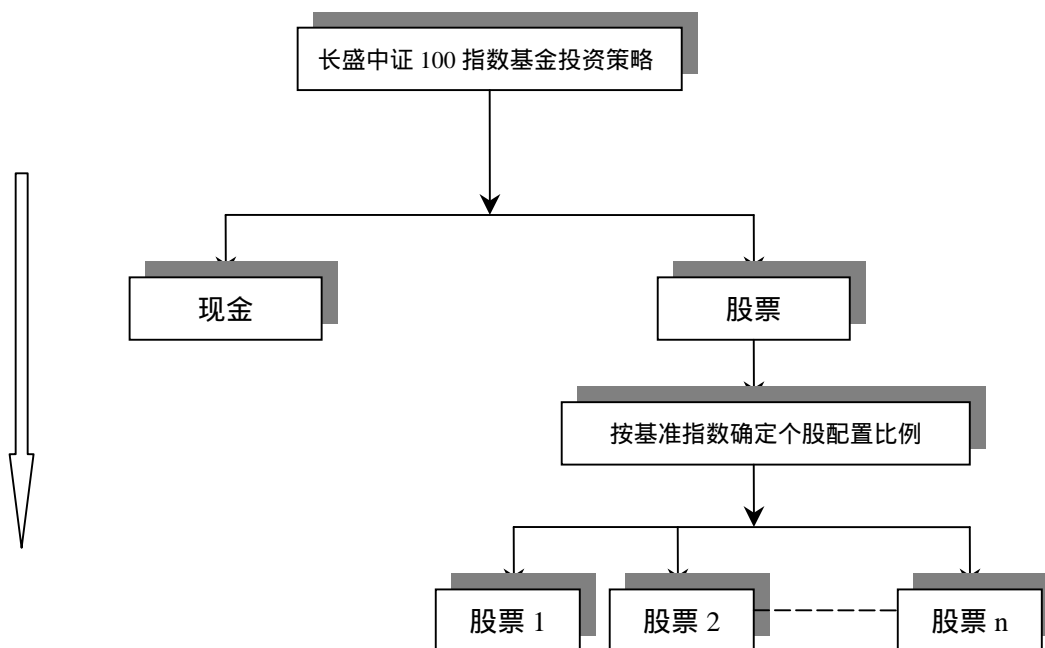 长盛中证 100 指数基金投资策略
现金
股票
按基准指数确定个股配置比例
股票 1
股票 2
股票 n